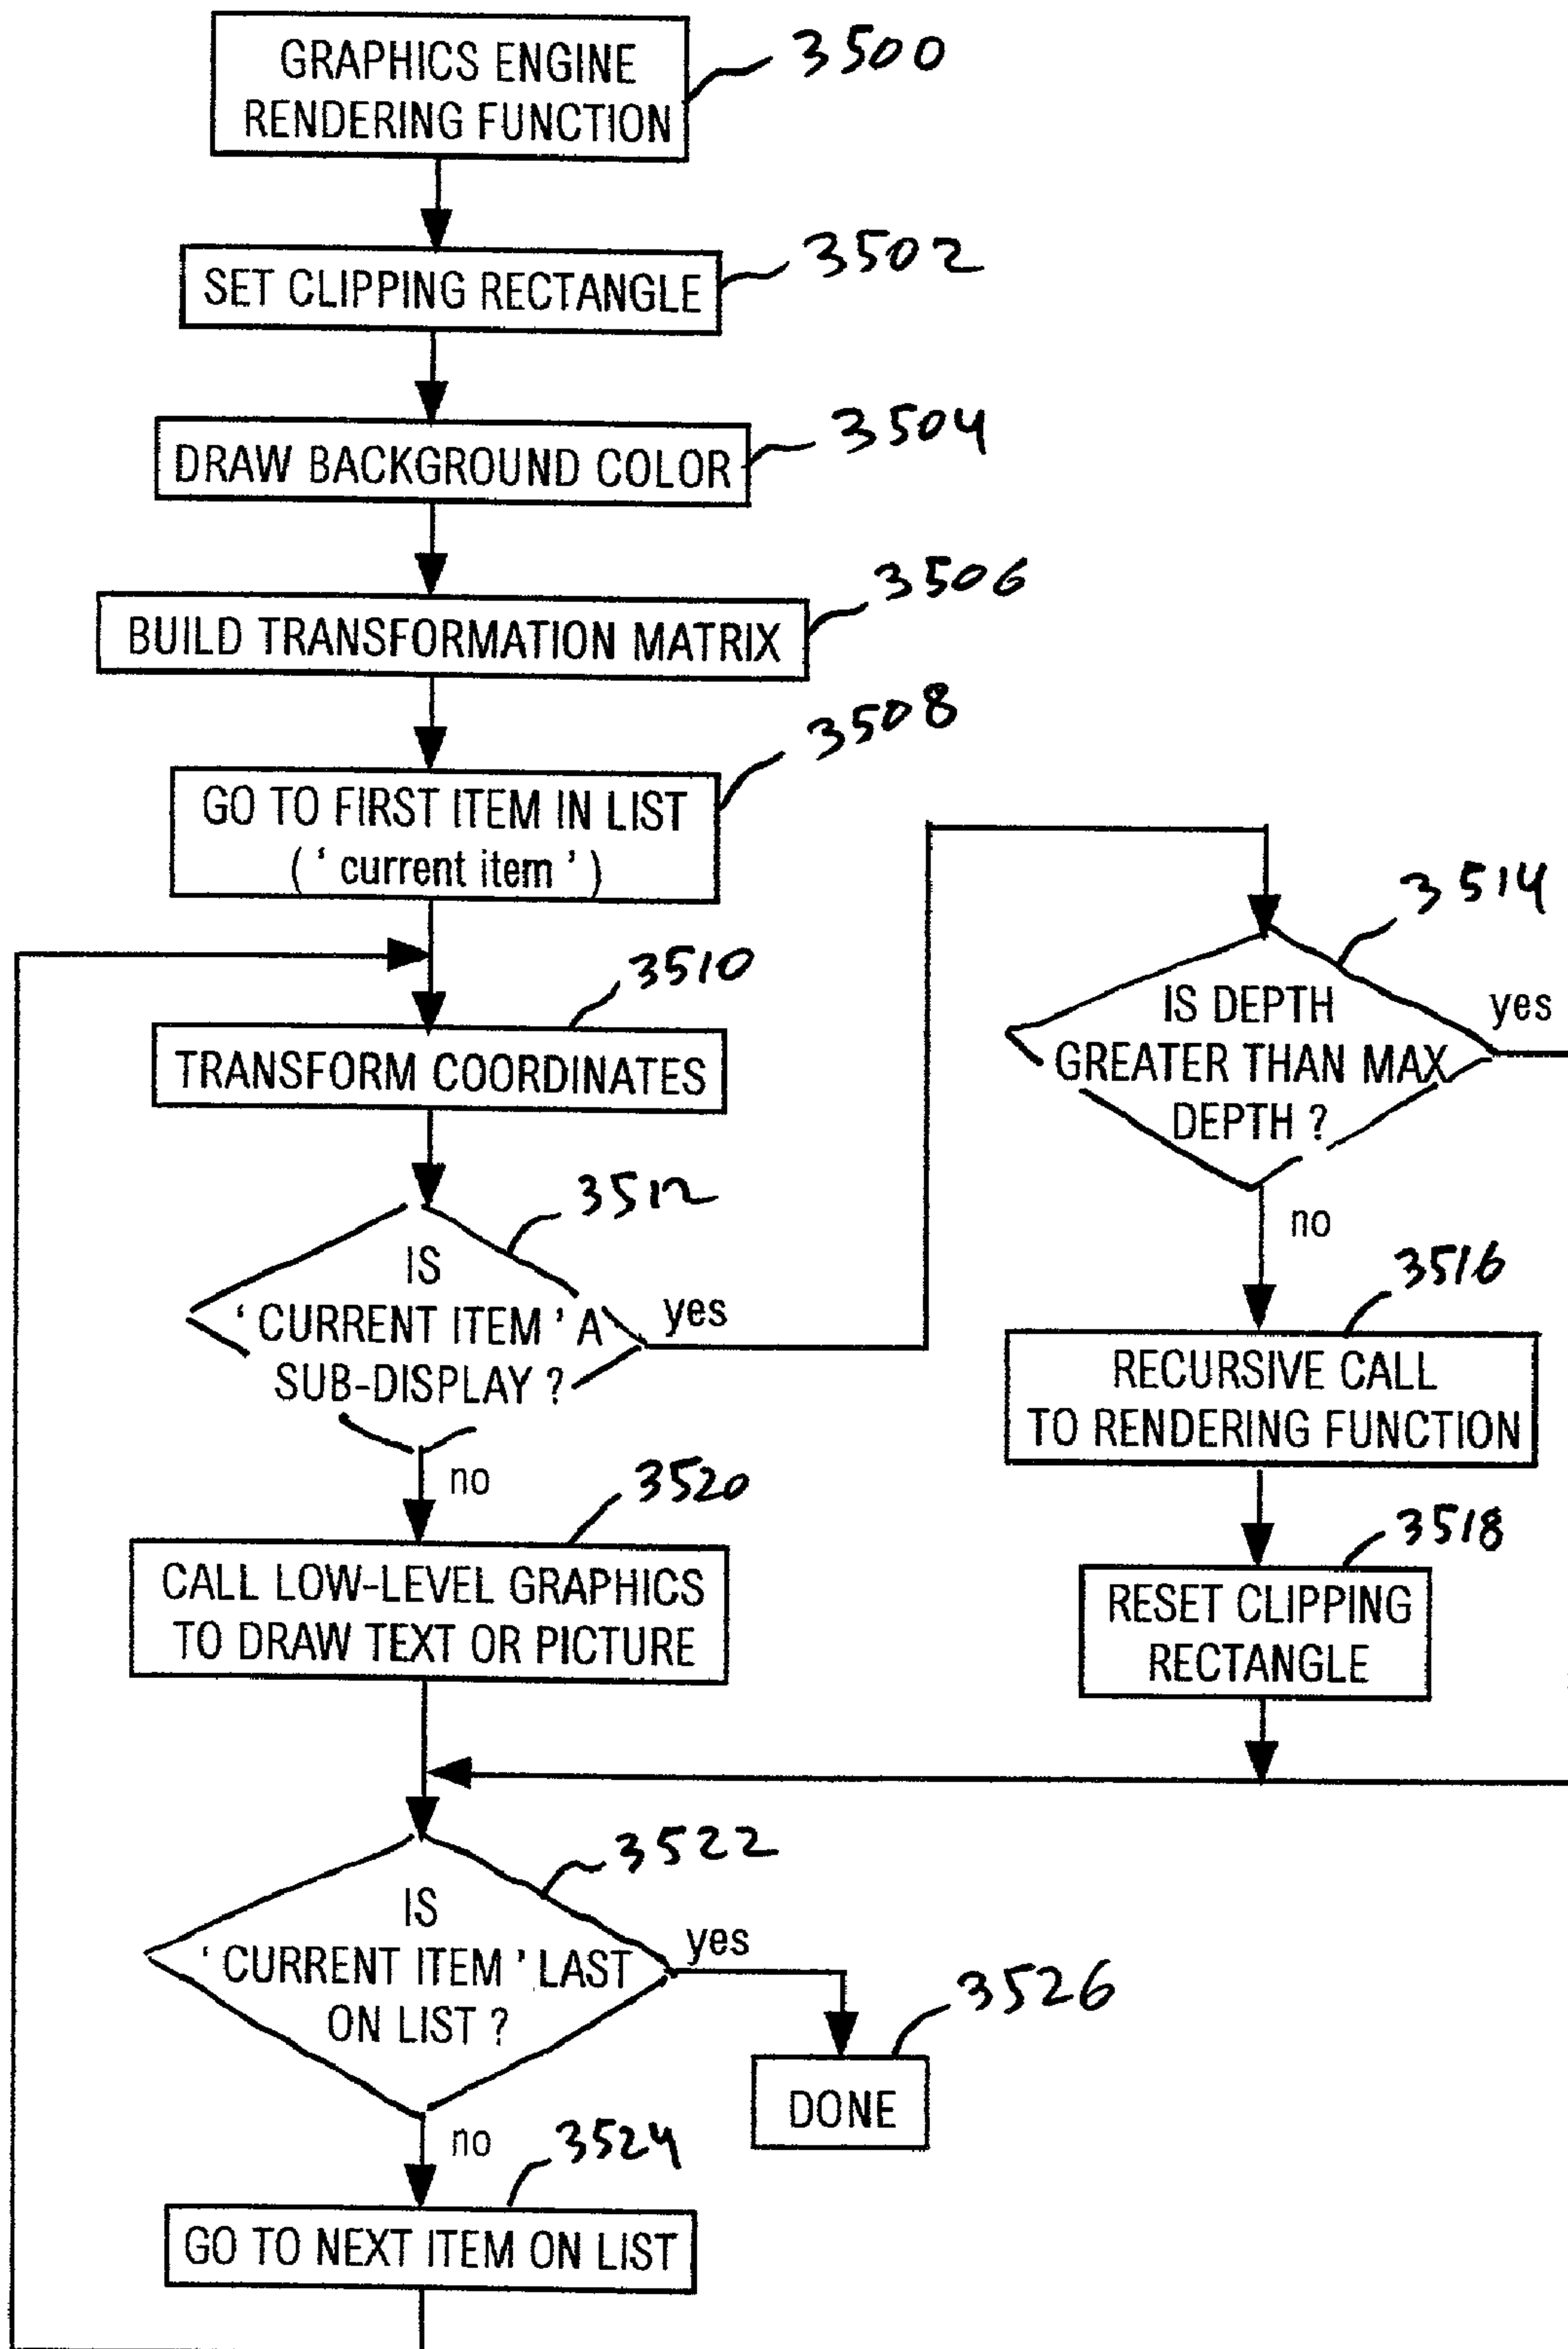 GRAPHICS ENGINE
RENDERING FUNCTION
3500
SET CLIPPING RECTANGLE
3502
DRAW BACKGROUND COLOR
3504
BUILD TRANSFORMATION MATRIX
3506
GO TO FIRST ITEM IN LIST
( ‘ current item ’ )
3508
TRANSFORM COORDINATES
3510
IS
‘ CURRENT ITEM ’ A
SUB-DISPLAY ?
3512
yes
no
IS DEPTH
GREATER THAN MAX
DEPTH ?
3514
yes
no
RECURSIVE CALL
TO RENDERING FUNCTION
3516
RESET CLIPPING
RECTANGLE
3518
CALL LOW-LEVEL GRAPHICS
TO DRAW TEXT OR PICTURE
3520
IS
‘ CURRENT ITEM ’ LAST
ON LIST ?
3522
yes
no
DONE
3526
GO TO NEXT ITEM ON LIST
3524